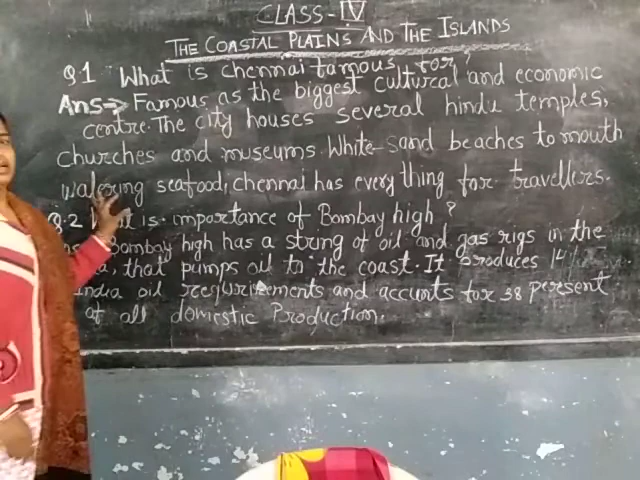 CLASS-IV
THE COASTAL PLAINS AND THE ISLANDS
Q.1 What is chennai famous for?
Ans⇒ Famous as the biggest cultural and economic
centre. The city houses several hindu temples,
churches and museums. White-sand beaches to mouth
watering seafood, chennai has every thing for travellers.
Q.2 What is importance of Bombay high?
Bombay high has a string of oil and gas rigs in the
, that pumps oil to the coast. It produces 14
India oil requirements and accunts for 38 persent
of all domestic Production.